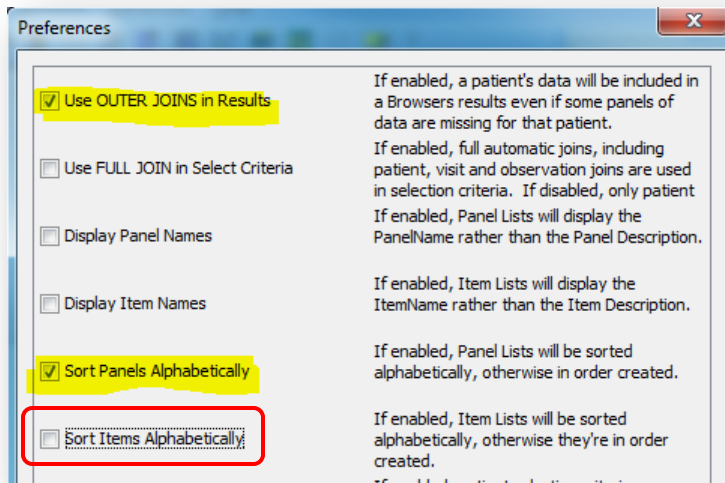 Preferences
Use OUTER JOINS in Results
If enabled, a patient's data will be included in
a Browsers results even if some panels of
data are missing for that patient.
Use FULL JOIN in Select Criteria
If enabled, full automatic joins, including
patient, visit and observation joins are used
in selection criteria. If disabled, only patient
Display Panel Names
If enabled, Panel Lists will display the
PanelName rather than the Panel Description.
Display Item Names
If enabled, Item Lists will display the
ItemName rather than the Item Description.
Sort Panels Alphabetically
If enabled, Panel Lists will be sorted
alphabetically, otherwise in order created.
Sort Items Alphabetically
If enabled, Item Lists will be sorted
alphabetically, otherwise they're in order
created.